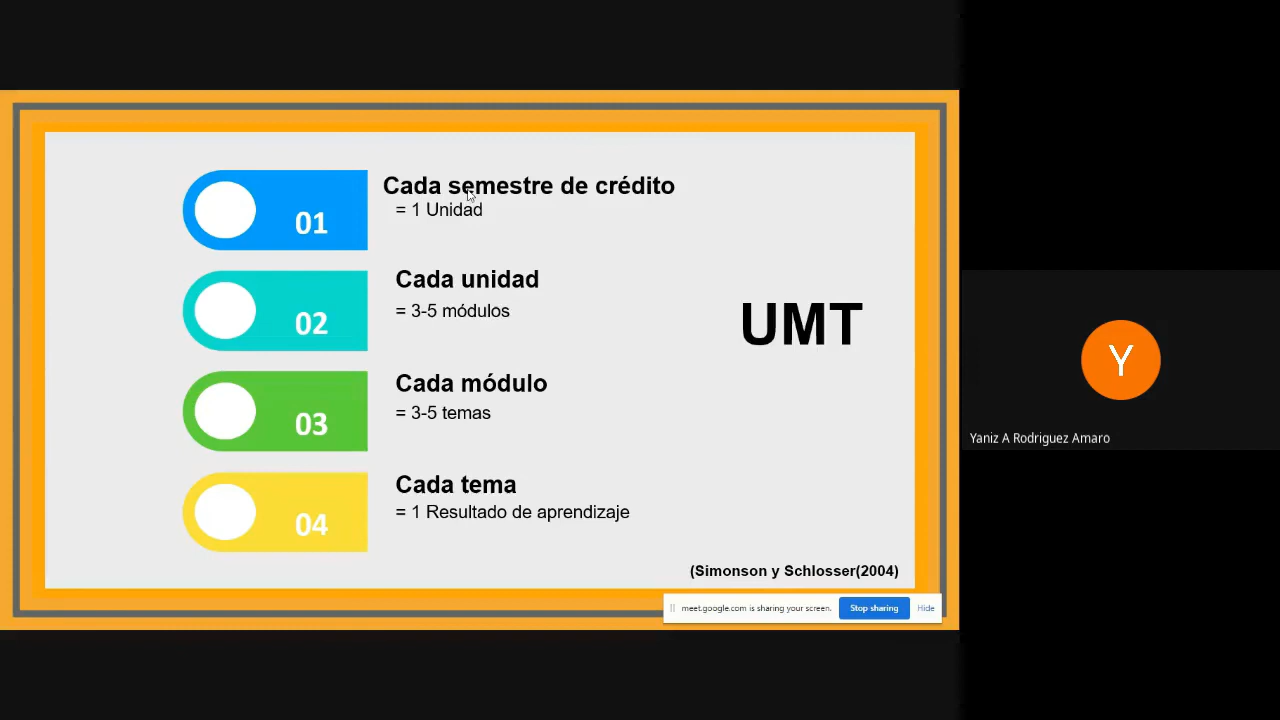 01
Cada semestre de crédito
= 1 Unidad
02
Cada unidad
= 3-5 módulos
UMT
03
Cada módulo
= 3-5 temas
04
Cada tema
= 1 Resultado de aprendizaje
(Simonson y Schlosser(2004)
meet.google.com is sharing your screen. Stop sharing Hide
Y
Yaniz A Rodriguez Amaro